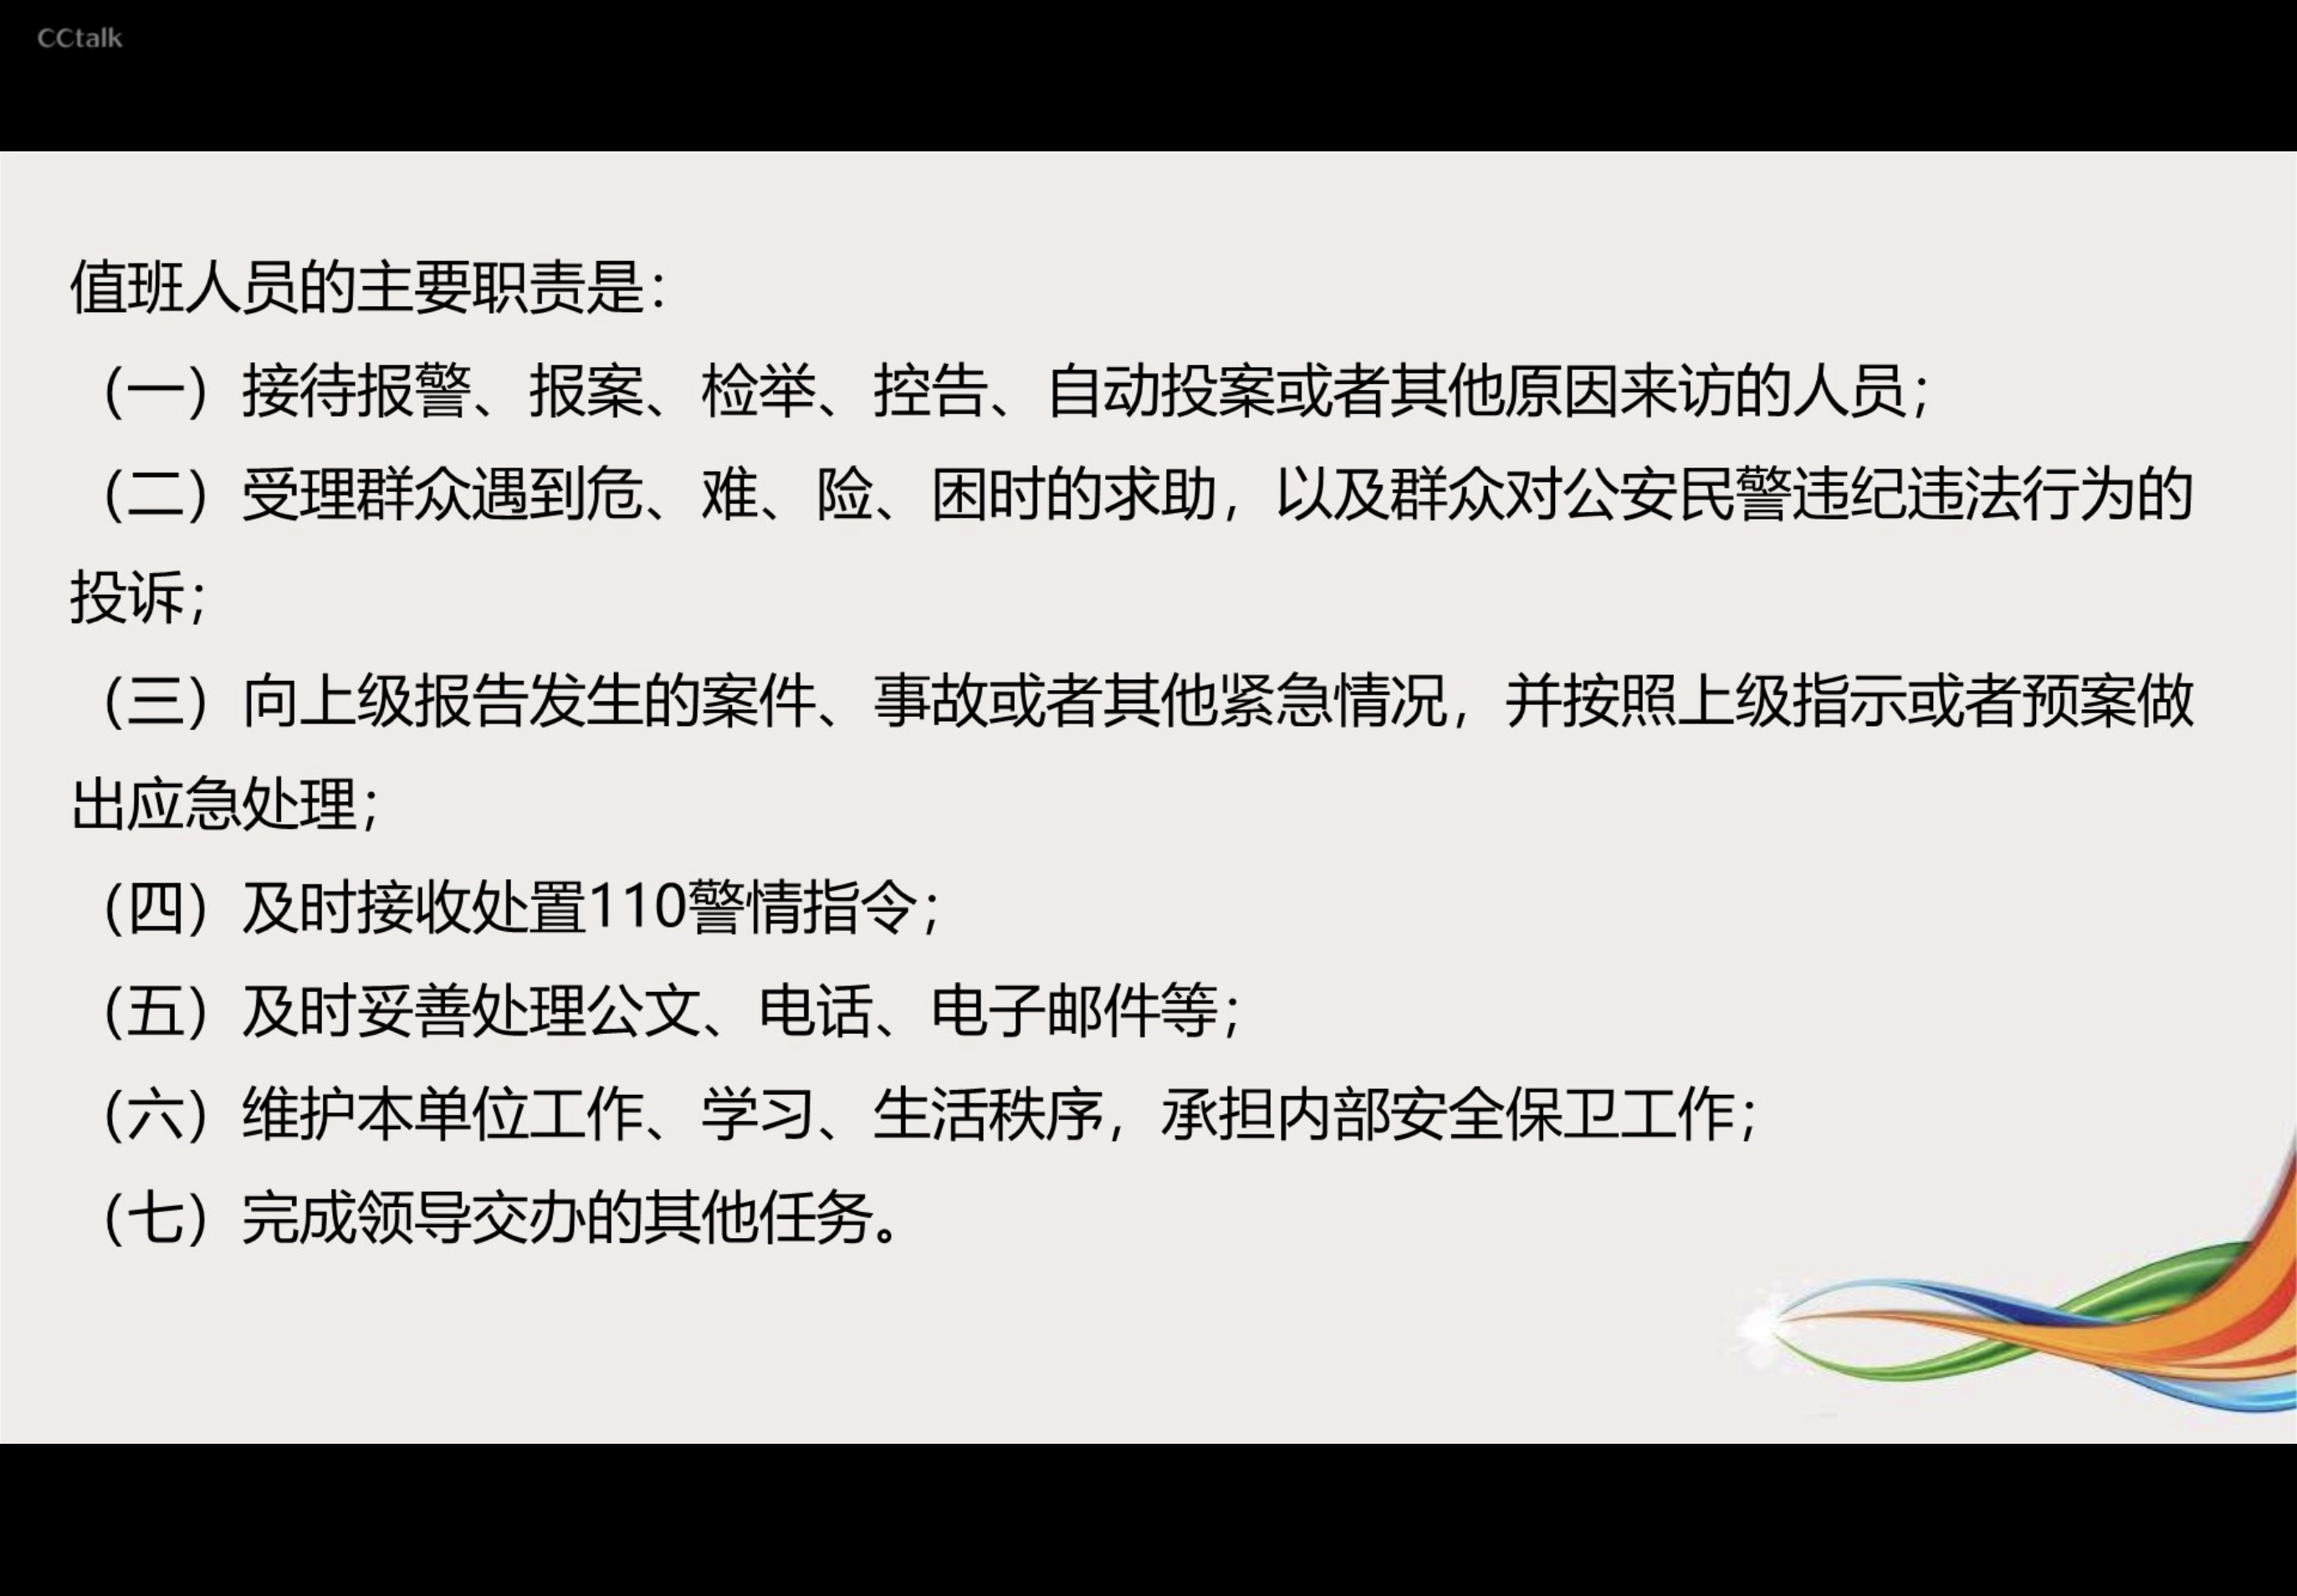 CCtalk
值班人员的主要职责是：
（一）接待报警、报案、检举、控告、自动投案或者其他原因来访的人员；
（二）受理群众遇到危、难、险、困时的求助，以及群众对公安民警违纪违法行为的
投诉；
（三）向上级报告发生的案件、事故或者其他紧急情况，并按照上级指示或者预案做
出应急处理；
（四）及时接收处置110警情指令；
（五）及时妥善处理公文、电话、电子邮件等；
（六）维护本单位工作、学习、生活秩序，承担内部安全保卫工作；
（七）完成领导交办的其他任务。